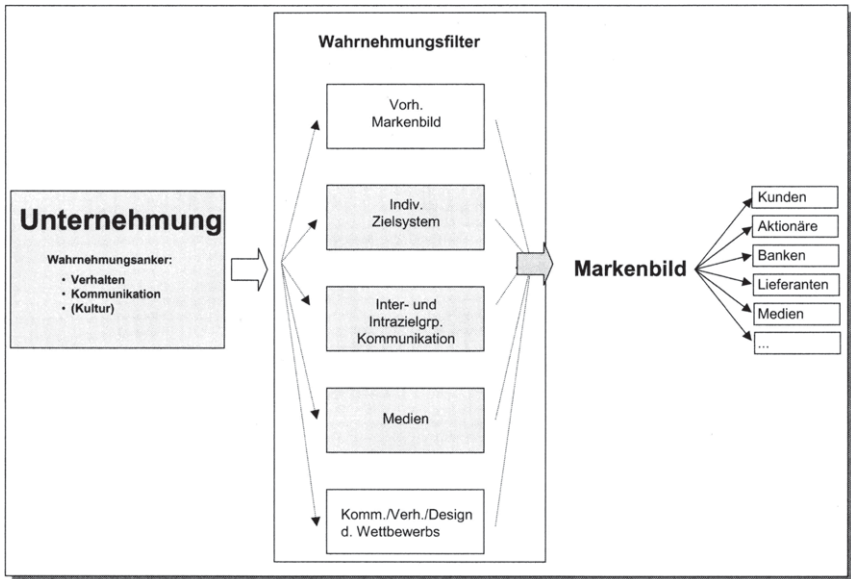 Wahrnehmungsfilter
Vorh.
Markenbild
Indiv.
Zielsystem
Inter- und
Intrazielgrp.
Kommunikation
Medien
Komm./Verh./Design
d. Wettbewerbs
Unternehmung
Wahrnehmungsanker:
• Verhalten
• Kommunikation
• (Kultur)
Markenbild
Kunden
Aktionäre
Banken
Lieferanten
Medien
...